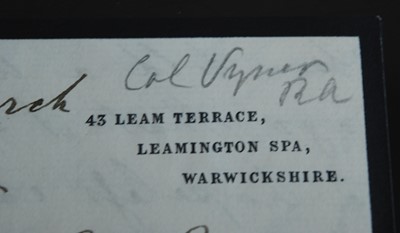 Col Vyner
RA
43 LEAM TERRACE,
LEAMINGTON SPA,
WARWICKSHIRE.